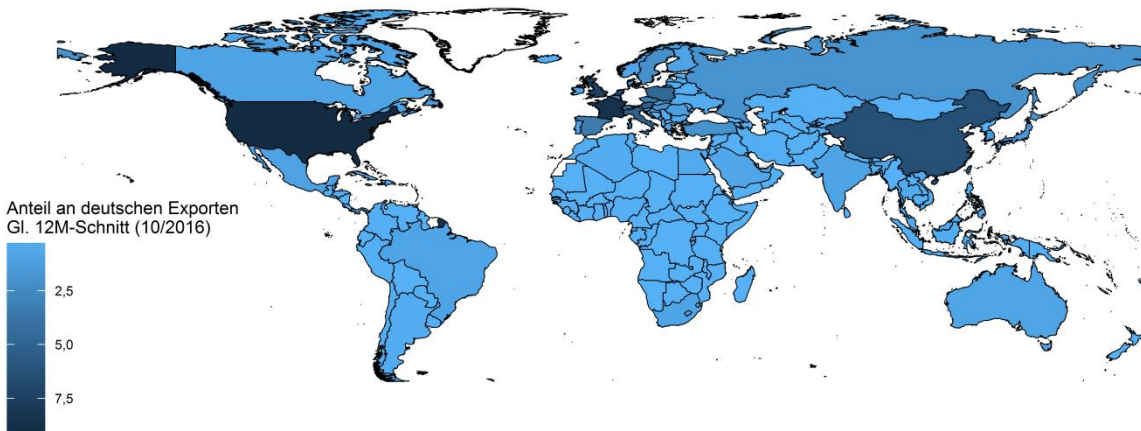 Anteil an deutschen Exporten
Gl. 12M-Schnitt (10/2016)
2,5
5,0
7,5